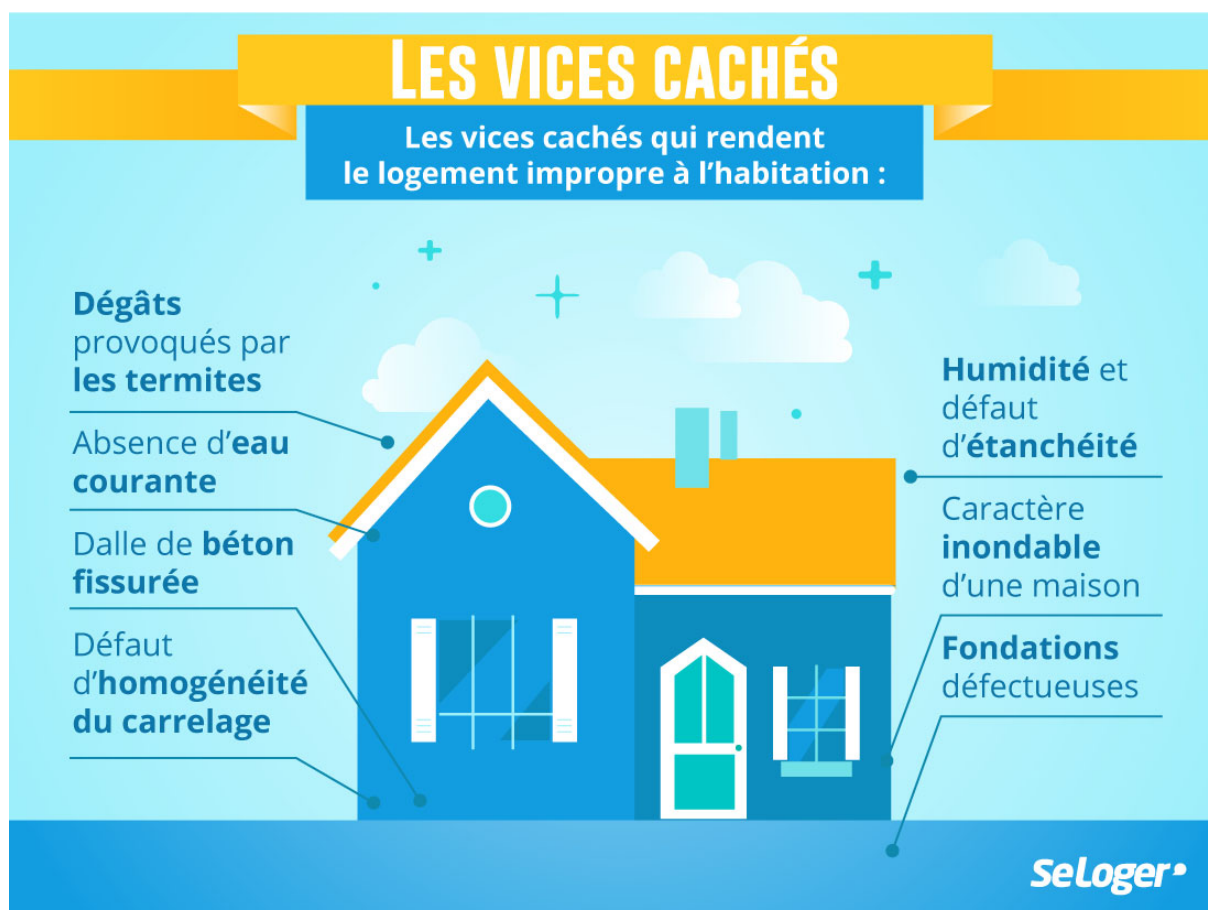 LES VICES CACHÉS
Les vices cachés qui rendent
le logement impropre à l'habitation :
Dégâts
provoqués par
les termites
Absence d'eau
courante
Dalle de béton
fissurée
Défaut
d'homogénéité
du carrelage
Humidité et
défaut
d'étanchéité
Caractère
inondable
d'une maison
Fondations
défectueuses
SeLoger